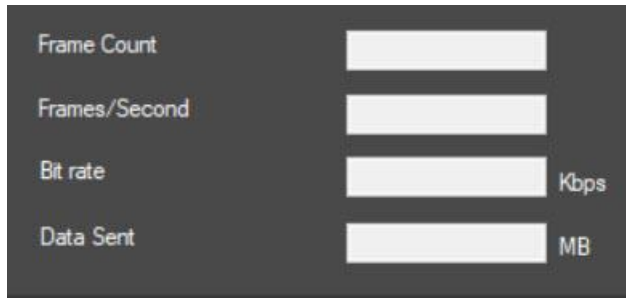 Frame Count
Frames/Second
Bit rate Kbps
Data Sent MB